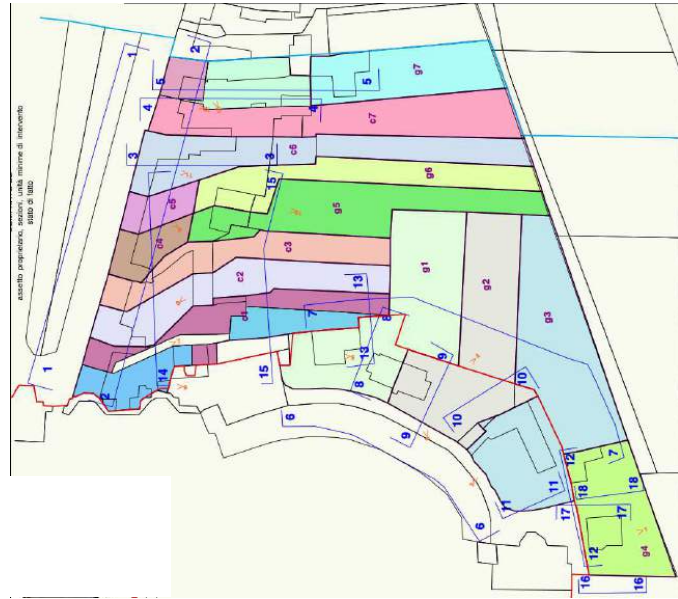 assetto proprietario, sezioni, unità minime di intervento
stato di fatto
1
2
5
5
g7
4
4
c7
3
3
c6
c5
15
g6
c4
g5
c3
c2
13
7
8
g1
g2
1
14
2
15
13
8
9
g3
10
6
9
10
11
12
7
11
18
18
17
17
6
12
g4
16
16